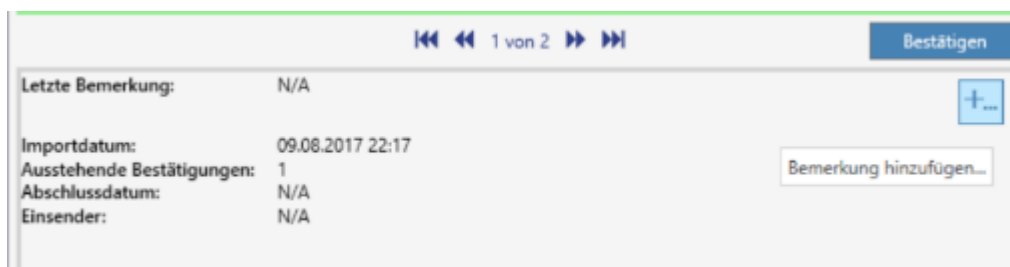 1 von 2
Bestätigen
Letzte Bemerkung: N/A
+...
Importdatum: 09.08.2017 22:17
Ausstehende Bestätigungen: 1
Bemerkung hinzufügen...
Abschlussdatum: N/A
Einsender: N/A